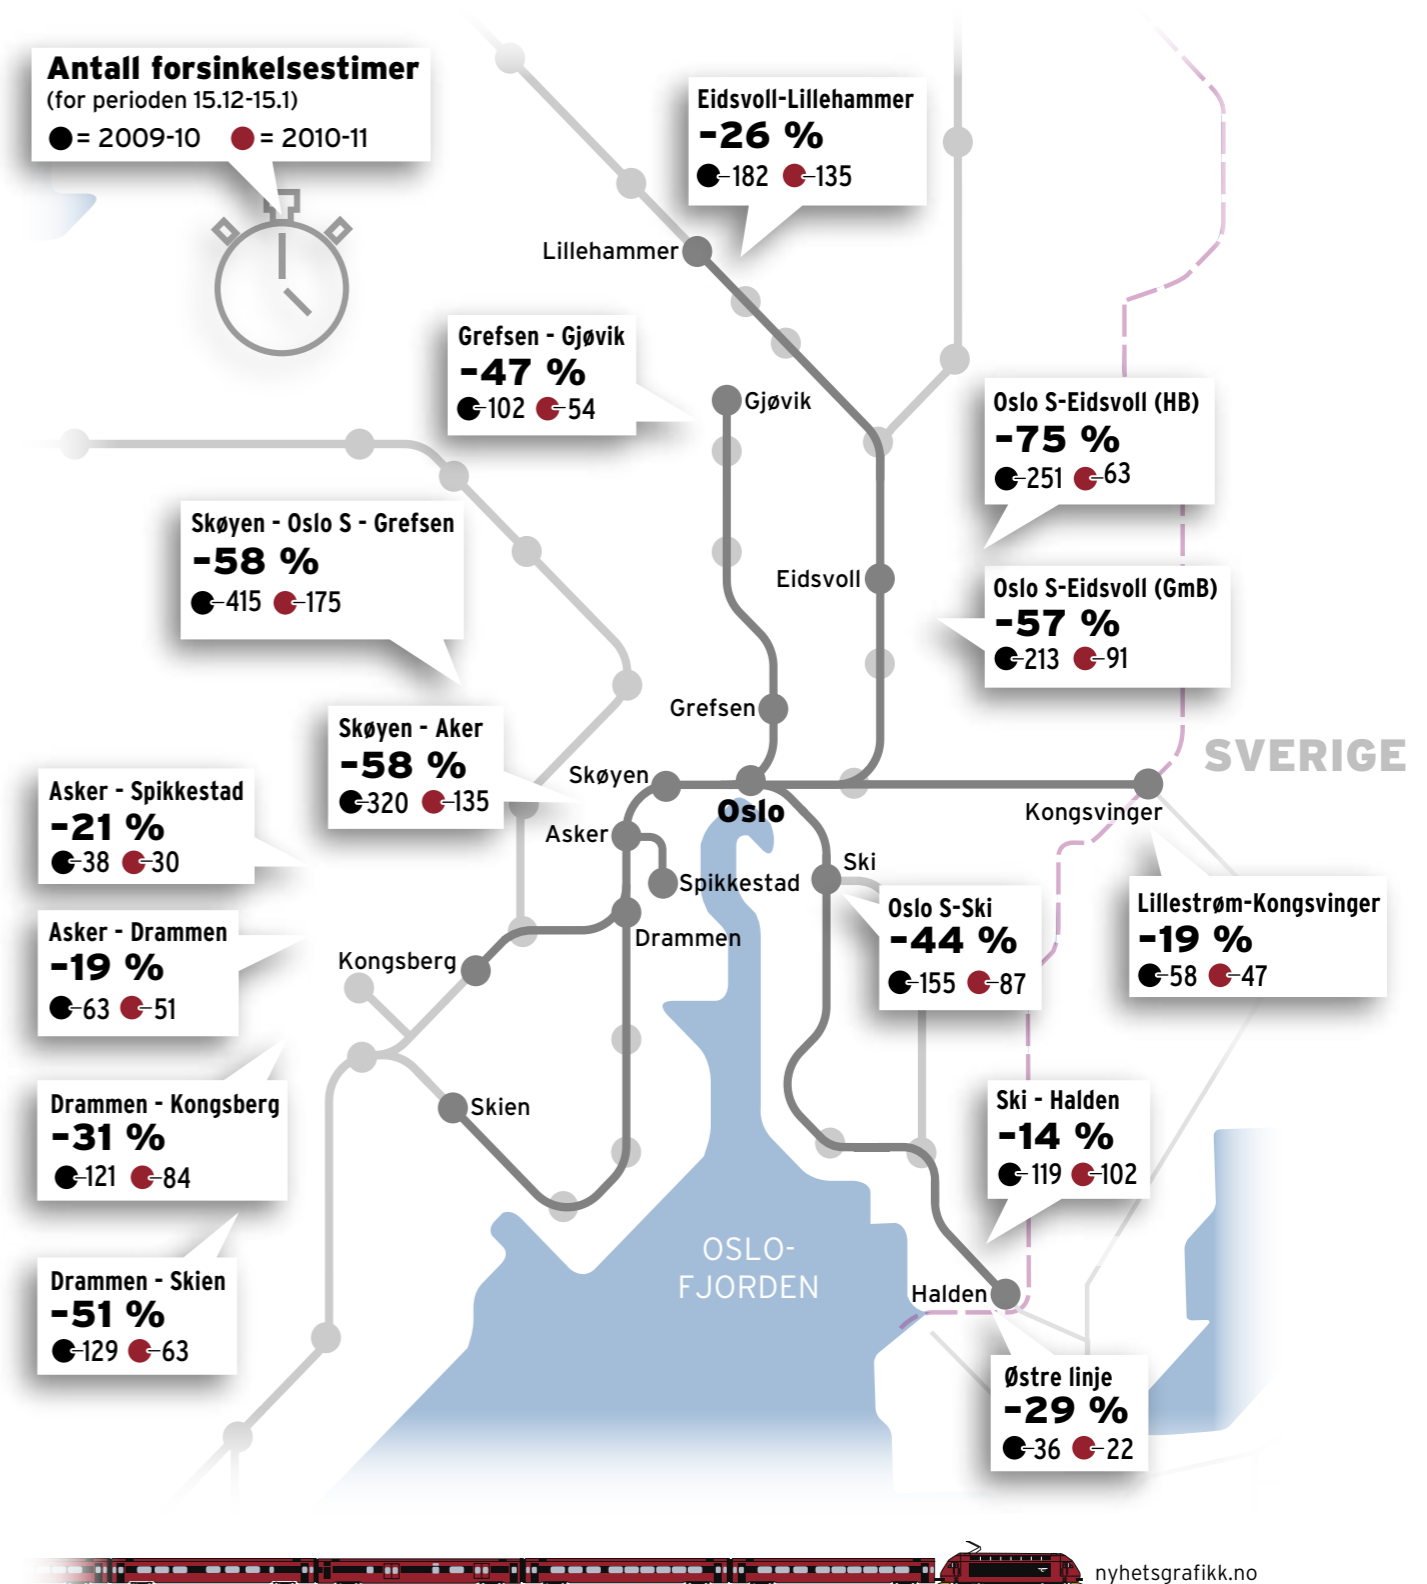 Antall forsinkelsestimer
(for perioden 15.12-15.1)
= 2009-10 = 2010-11
Eidsvoll-Lillehammer
-26 %
182 135
Lillehammer
Grefsen - Gjøvik
-47 %
102 54
Gjøvik
Oslo S-Eidsvoll (HB)
-75 %
251 63
Skøyen - Oslo S - Grefsen
-58 %
415 175
Eidsvoll
Oslo S-Eidsvoll (GmB)
-57 %
213 91
Grefsen
Skøyen - Aker
-58 %
320 135
SVERIGE
Skøyen
Oslo
Kongsvinger
Asker - Spikkestad
-21 %
38 30
Asker
Spikkestad
Ski
Drammen
Oslo S-Ski
-44 %
155 87
Lillestrøm-Kongsvinger
-19 %
58 47
Asker - Drammen
-19 %
63 51
Kongsberg
Drammen - Kongsberg
-31 %
121 84
Skien
Ski - Halden
-14 %
119 102
Drammen - Skien
-51 %
129 63
OSLO-
FJORDEN
Halden
Østre linje
-29 %
36 22
nyhetsgrafikk.no